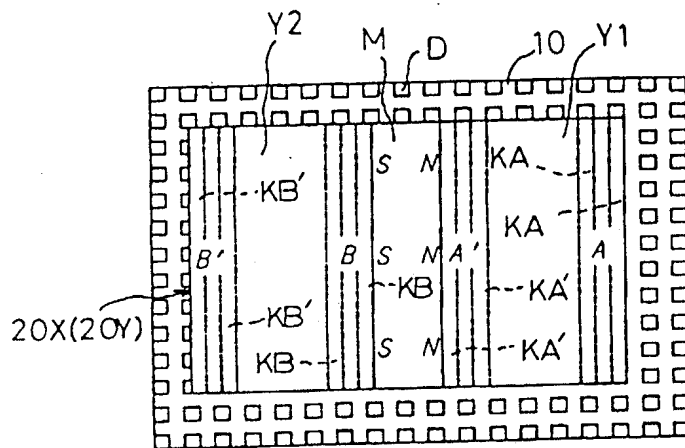 Y2 M D 10 Y1
S N KA
KB'
KA
B' B S N A' A
KB KA'
20X(20Y)
KB'
KB S N KA'